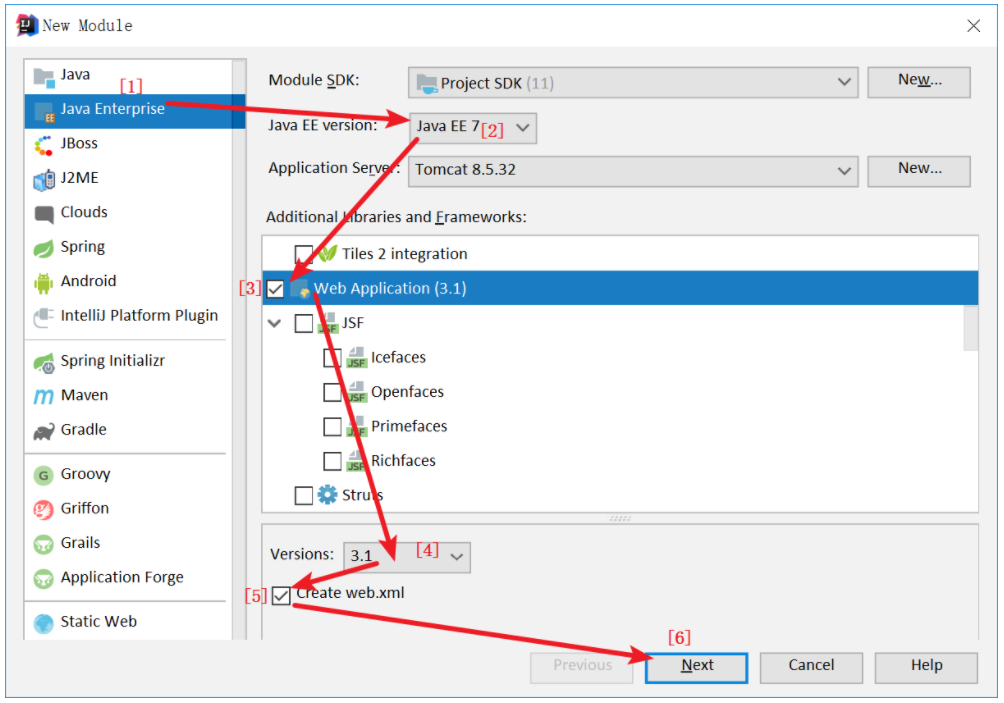 New Module
Java
[1]
Java Enterprise
JBoss
J2ME
Clouds
Spring
Android
IntelliJ Platform Plugin
Spring Initializr
Maven
Gradle
Groovy
Griffon
Grails
Application Forge
Static Web
Module SDK: Project SDK (11) New...
Java EE version: Java EE 7 [2]
Application Server: Tomcat 8.5.32 New...
Additional Libraries and Frameworks:
Tiles 2 integration
[3] Web Application (3.1)
JSF
JSF Icefaces
JSF Openfaces
JSF Primefaces
JSF Richfaces
Struts
Versions: 3.1 [4]
[5] Create web.xml
[6]
Previous Next Cancel Help